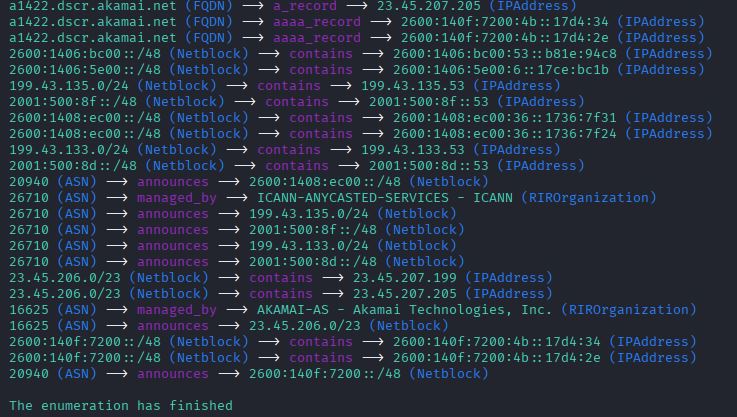 a1422.dscr.akamai.net (FQDN) ⟶ a_record ⟶ 23.45.207.205 (IPAddress)
a1422.dscr.akamai.net (FQDN) ⟶ aaaa_record ⟶ 2600:140f:7200:4b::17d4:34 (IPAddress)
a1422.dscr.akamai.net (FQDN) ⟶ aaaa_record ⟶ 2600:140f:7200:4b::17d4:2e (IPAddress)
2600:1406:bc00::/48 (Netblock) ⟶ contains ⟶ 2600:1406:bc00:53::b81e:94c8 (IPAddress)
2600:1406:5e00::/48 (Netblock) ⟶ contains ⟶ 2600:1406:5e00:6::17ce:bc1b (IPAddress)
199.43.135.0/24 (Netblock) ⟶ contains ⟶ 199.43.135.53 (IPAddress)
2001:500:8f::/48 (Netblock) ⟶ contains ⟶ 2001:500:8f::53 (IPAddress)
2600:1408:ec00::/48 (Netblock) ⟶ contains ⟶ 2600:1408:ec00:36::1736:7f31 (IPAddress)
2600:1408:ec00::/48 (Netblock) ⟶ contains ⟶ 2600:1408:ec00:36::1736:7f24 (IPAddress)
199.43.133.0/24 (Netblock) ⟶ contains ⟶ 199.43.133.53 (IPAddress)
2001:500:8d::/48 (Netblock) ⟶ contains ⟶ 2001:500:8d::53 (IPAddress)
20940 (ASN) ⟶ announces ⟶ 2600:1408:ec00::/48 (Netblock)
26710 (ASN) ⟶ managed_by ⟶ ICANN-ANYCASTED-SERVICES - ICANN (RIROrganization)
26710 (ASN) ⟶ announces ⟶ 199.43.135.0/24 (Netblock)
26710 (ASN) ⟶ announces ⟶ 2001:500:8f::/48 (Netblock)
26710 (ASN) ⟶ announces ⟶ 199.43.133.0/24 (Netblock)
26710 (ASN) ⟶ announces ⟶ 2001:500:8d::/48 (Netblock)
23.45.206.0/23 (Netblock) ⟶ contains ⟶ 23.45.207.199 (IPAddress)
23.45.206.0/23 (Netblock) ⟶ contains ⟶ 23.45.207.205 (IPAddress)
16625 (ASN) ⟶ managed_by ⟶ AKAMAI-AS - Akamai Technologies, Inc. (RIROrganization)
16625 (ASN) ⟶ announces ⟶ 23.45.206.0/23 (Netblock)
2600:140f:7200::/48 (Netblock) ⟶ contains ⟶ 2600:140f:7200:4b::17d4:34 (IPAddress)
2600:140f:7200::/48 (Netblock) ⟶ contains ⟶ 2600:140f:7200:4b::17d4:2e (IPAddress)
20940 (ASN) ⟶ announces ⟶ 2600:140f:7200::/48 (Netblock)
The enumeration has finished